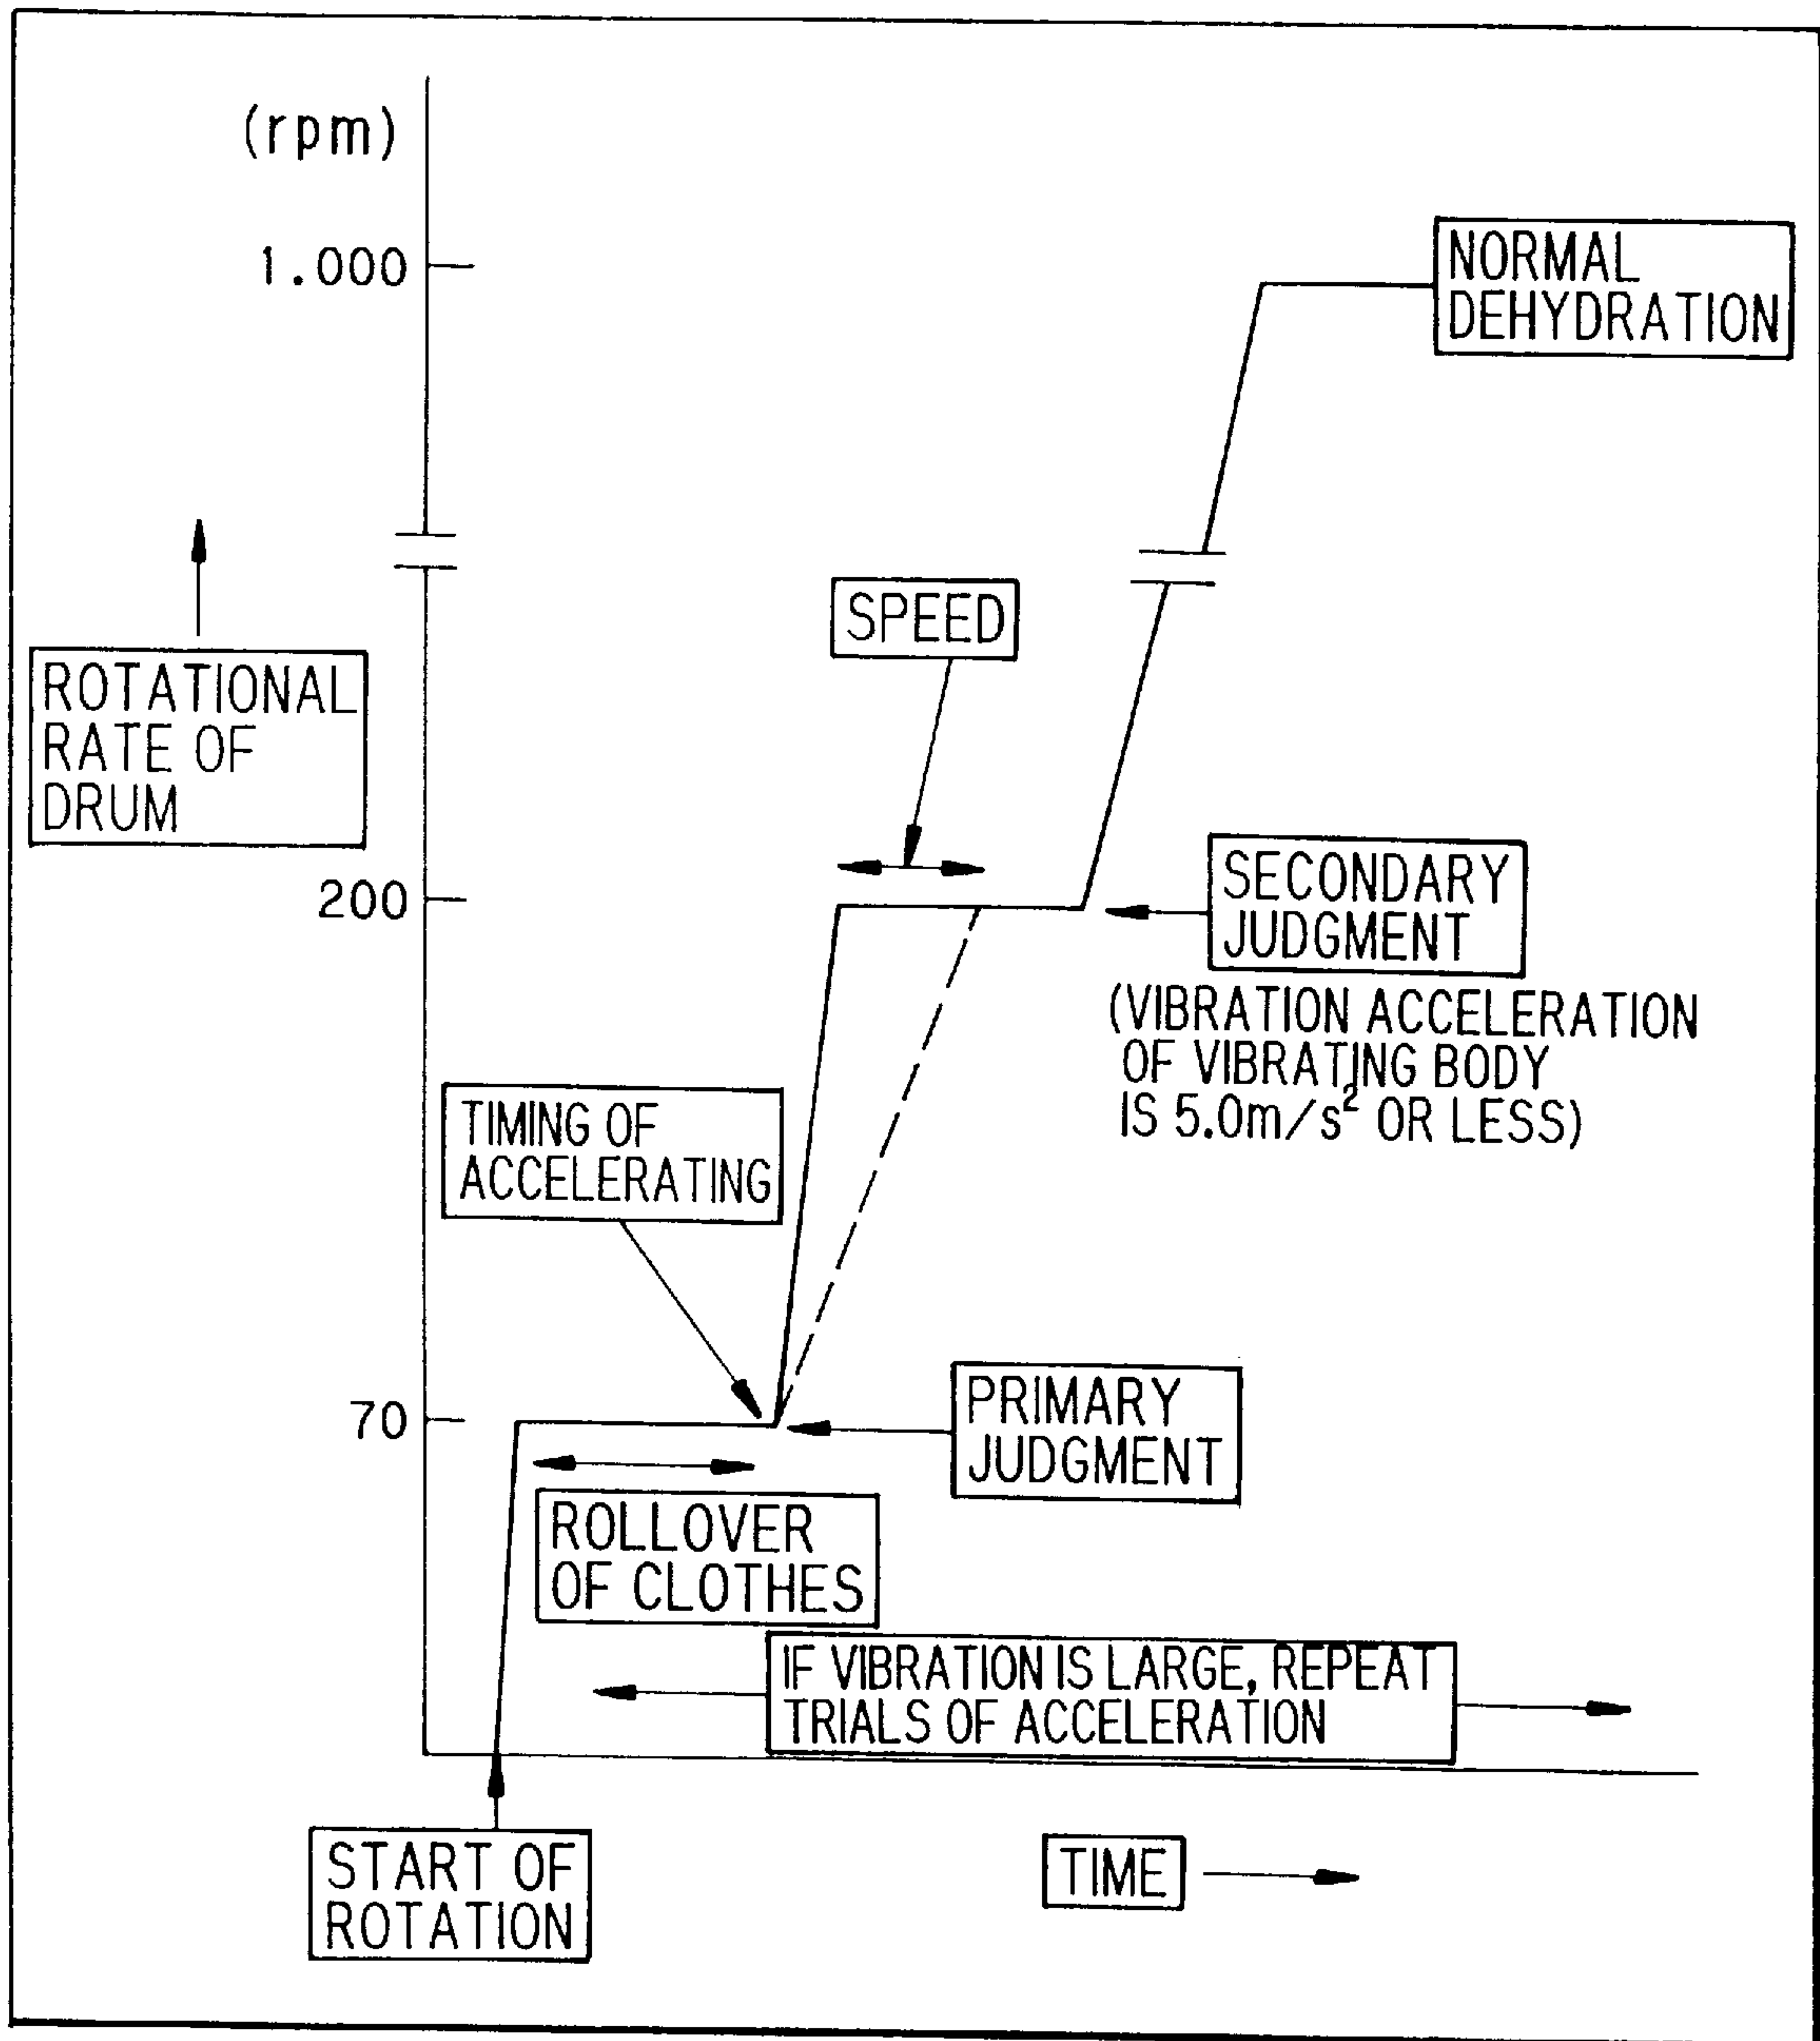 (rpm)
1.000
NORMAL
DEHYDRATION
SPEED
ROTATIONAL
RATE OF
DRUM
200
SECONDARY
JUDGMENT
(VIBRATION ACCELERATION
OF VIBRATING BODY
IS 5.0m/s² OR LESS)
TIMING OF
ACCELERATING
70
PRIMARY
JUDGMENT
ROLLOVER
OF CLOTHES
IF VIBRATION IS LARGE, REPEAT
TRIALS OF ACCELERATION
START OF
ROTATION
TIME